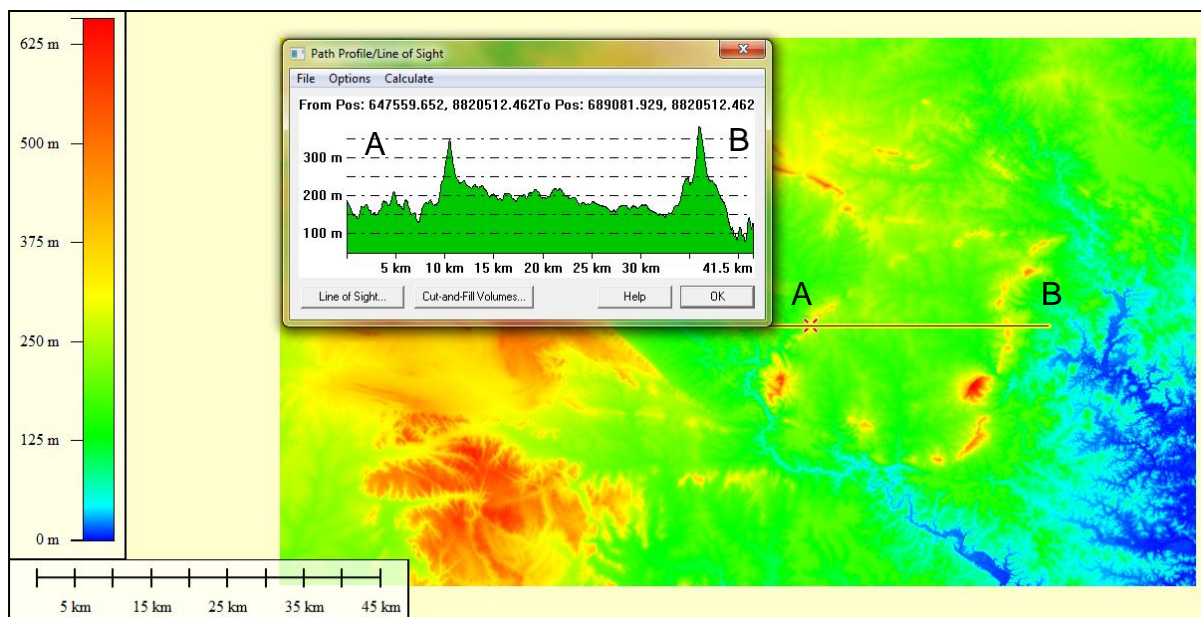 625 m
500 m
375 m
250 m
125 m
0 m
Path Profile/Line of Sight
File Options Calculate
From Pos: 647559.652, 8820512.462To Pos: 689081.929, 8820512.462
A
B
300 m
200 m
100 m
5 km 10 km 15 km 20 km 25 km 30 km 41.5 km
Line of Sight... Cut-and-Fill Volumes... Help OK
A
B
5 km 15 km 25 km 35 km 45 km